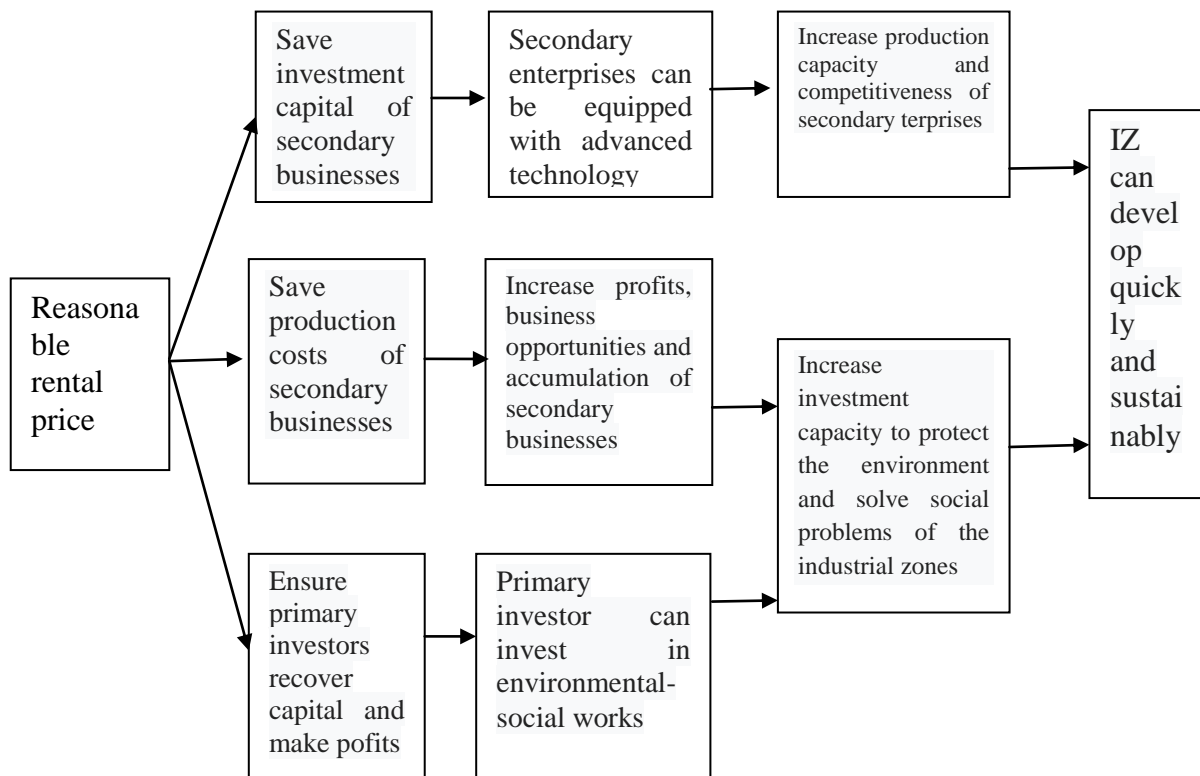 Save
investment
capital of
secondary
businesses
Secondary
enterprises can
be equipped
with advanced
technology
Increase production
capacity and
competitiveness of
secondary terprises
IZ
can
devel
op
quick
ly
and
sustai
nably
Reasona
ble
rental
price
Save
production
costs of
secondary
businesses
Increase profits,
business
opportunities and
accumulation of
secondary
businesses
Increase
investment
capacity to protect
the environment
and solve social
problems of the
industrial zones
Ensure
primary
investors
recover
capital and
make pofits
Primary
investor can
invest in
environmental-
social works